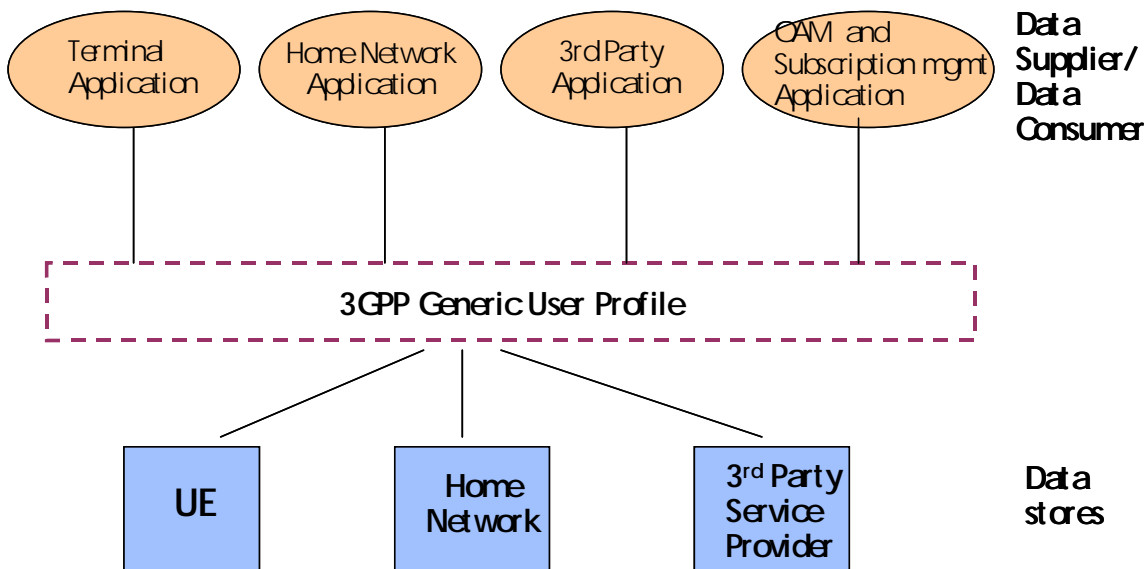 Terminal
Application
Home Network
Application
3rd Party
Application
OAM and
Subscription mgmt
Application
Data
Supplier/
Data
Consumer
3GPP Generic User Profile
UE
Home
Network
3rd Party
Service
Provider
Data
stores